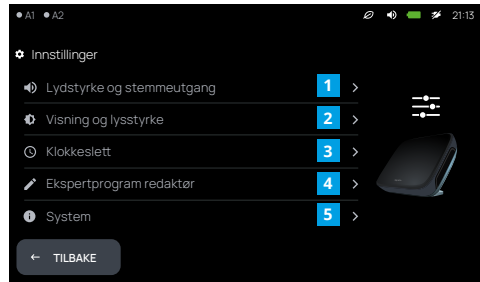 A1 A2 21:13
Innstillinger
Lydstyrke og stemmeutgang 1
Visning og lysstyrke 2
Klokkeslett 3
Ekspertprogram redaktør 4
System 5
TILBAKE